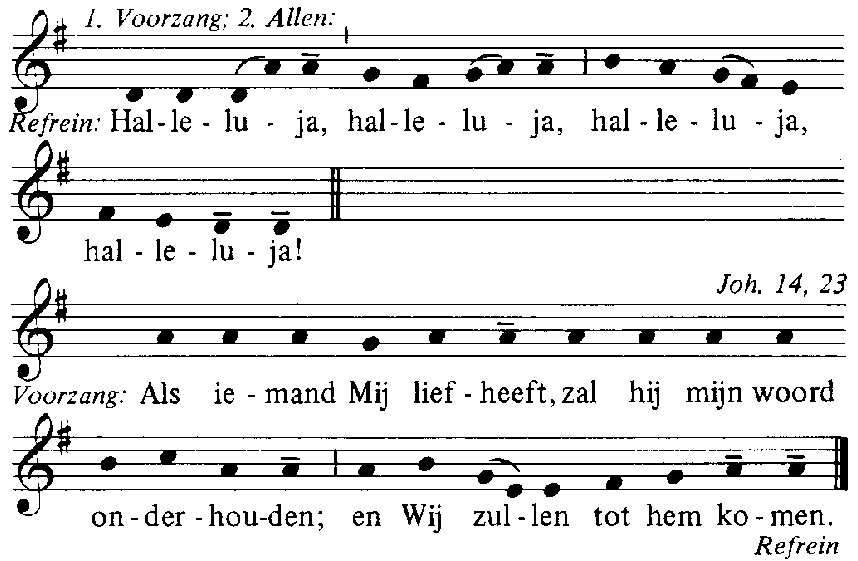 1. Voorzang; 2. Allen:
Refrein: Hal-le-lu-ja, hal-le-lu-ja, hal-le-lu-ja,
hal-le-lu-ja!
Joh. 14, 23
Voorzang: Als ie-mand Mij lief-heeft, zal hij mijn woord
on-der-hou-den; en Wij zul-len tot hem ko-men.
Refrein